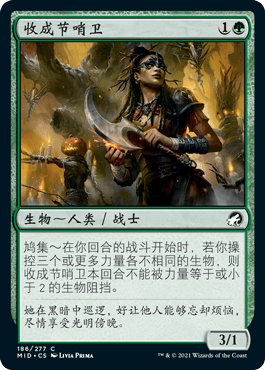 收成节哨卫 1
生物～人类／战士
鸠集～在你回合的战斗开始时，若你操
控三个或更多力量各不相同的生物，则
收成节哨卫本回合不能被力量等于或小
于 2 的生物阻挡。
她在黑暗中巡逻，好让他人能够忘却烦恼，
尽情享受光明傍晚。
3/1
186/277 C
MID • CS LIVIA PRIMA
™ & © 2021 Wizards of the Coast